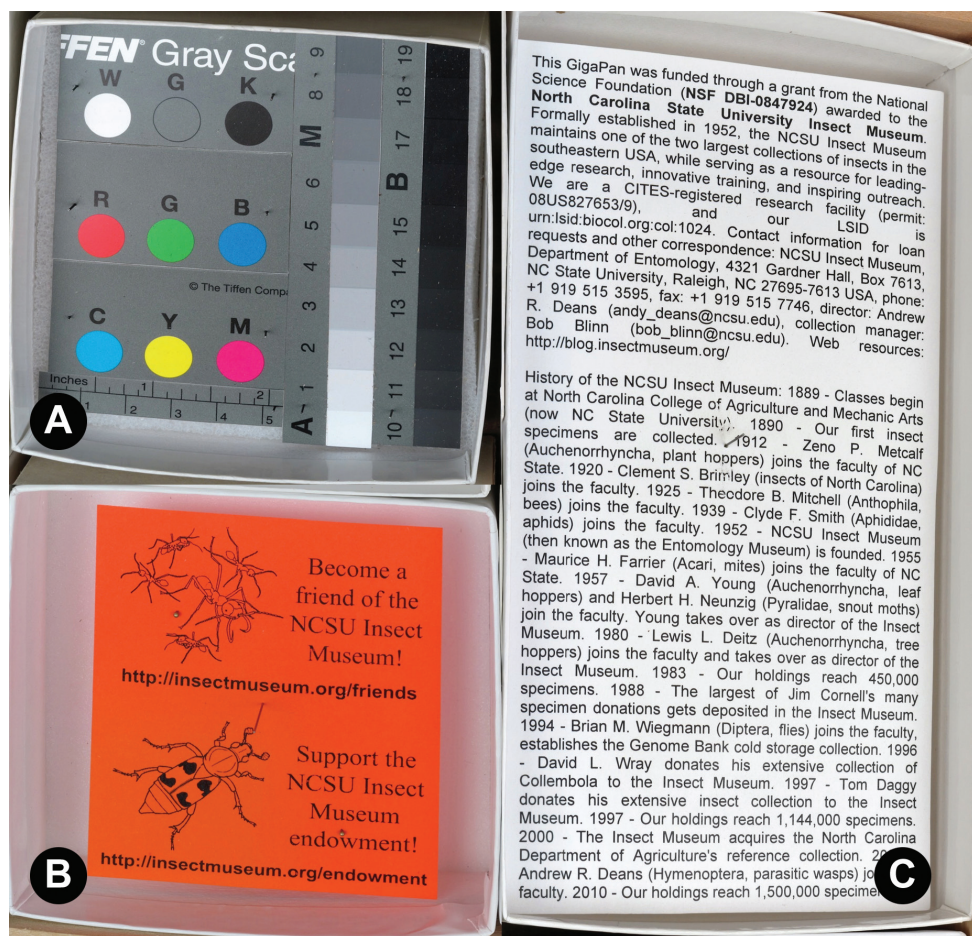 FFEN® Gray Sca
W G K
R G B
© The Tiffen Compa
C Y M
Inches 1 2
1 2 3 4 5
A 1 2 3 4 5 6 M 8 9
10 11 12 13 14 15 B 17 18 19
A
Become a
friend of the
NCSU Insect
Museum!
http://insectmuseum.org/friends
Support the
NCSU Insect
Museum
endowment!
http://insectmuseum.org/endowment
B
This GigaPan was funded through a grant from the National
Science Foundation (NSF DBI-0847924) awarded to the
North Carolina State University Insect Museum.
Formally established in 1952, the NCSU Insect Museum
maintains one of the two largest collections of insects in the
southeastern USA, while serving as a resource for leading-
edge research, innovative training, and inspiring outreach.
We are a CITES-registered research facility (permit:
08US827653/9), and our LSID is
urn:lsid:biocol.org:col:1024. Contact information for loan
requests and other correspondence: NCSU Insect Museum,
Department of Entomology, 4321 Gardner Hall, Box 7613,
NC State University, Raleigh, NC 27695-7613 USA, phone:
+1 919 515 3595, fax: +1 919 515 7746, director: Andrew
R. Deans (andy_deans@ncsu.edu), collection manager:
Bob Blinn (bob_blinn@ncsu.edu). Web resources:
http://blog.insectmuseum.org/
History of the NCSU Insect Museum: 1889 - Classes begin
at North Carolina College of Agriculture and Mechanic Arts
(now NC State University). 1890 - Our first insect
specimens are collected. 1912 - Zeno P. Metcalf
(Auchenorrhyncha, plant hoppers) joins the faculty of NC
State. 1920 - Clement S. Brimley (insects of North Carolina)
joins the faculty. 1925 - Theodore B. Mitchell (Anthophila,
bees) joins the faculty. 1939 - Clyde F. Smith (Aphididae,
aphids) joins the faculty. 1952 - NCSU Insect Museum
(then known as the Entomology Museum) is founded. 1955
- Maurice H. Farrier (Acari, mites) joins the faculty of NC
State. 1957 - David A. Young (Auchenorrhyncha, leaf
hoppers) and Herbert H. Neunzig (Pyralidae, snout moths)
join the faculty. Young takes over as director of the Insect
Museum. 1980 - Lewis L. Deitz (Auchenorrhyncha, tree
hoppers) joins the faculty and takes over as director of the
Insect Museum. 1983 - Our holdings reach 450,000
specimens. 1988 - The largest of Jim Cornell's many
specimen donations gets deposited in the Insect Museum.
1994 - Brian M. Wiegmann (Diptera, flies) joins the faculty,
establishes the Genome Bank cold storage collection. 1996
- David L. Wray donates his extensive collection of
Collembola to the Insect Museum. 1997 - Tom Daggy
donates his extensive insect collection to the Insect
Museum. 1997 - Our holdings reach 1,144,000 specimens.
2000 - The Insect Museum acquires the North Carolina
Department of Agriculture's reference collection.
Andrew R. Deans (Hymenoptera, parasitic wasps) jo
faculty. 2010 - Our holdings reach 1,500,000 specime
C